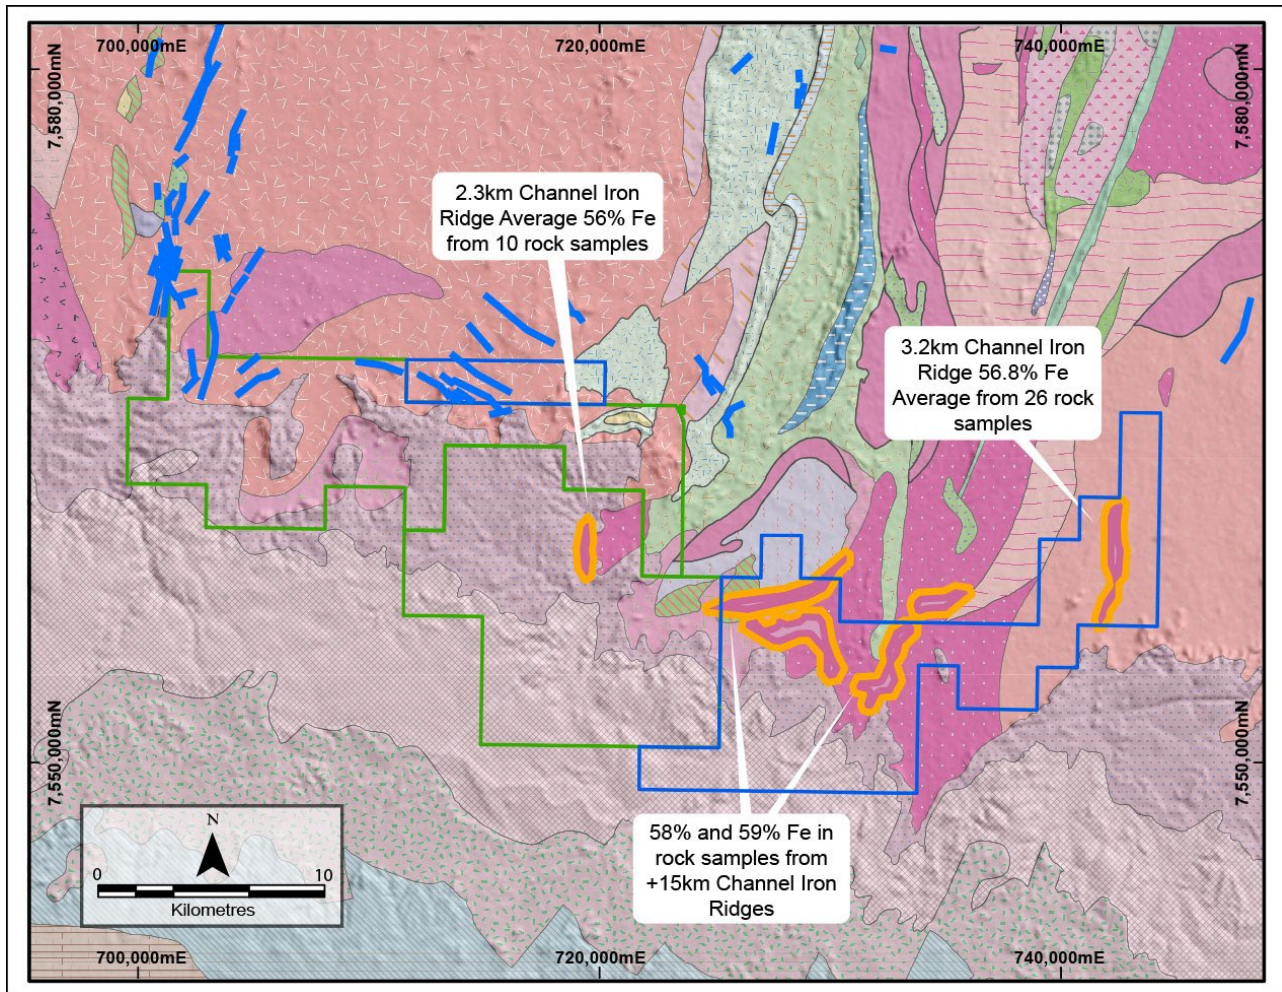 700,000mE
720,000mE
740,000mE
7,580,000mN
7,580,000mN
2.3km Channel Iron
Ridge Average 56% Fe
from 10 rock samples
3.2km Channel Iron
Ridge 56.8% Fe
Average from 26 rock
samples
7,550,000mN
7,550,000mN
58% and 59% Fe in
rock samples from
+15km Channel Iron
Ridges
N
0
10
Kilometres
700,000mE
720,000mE
740,000mE